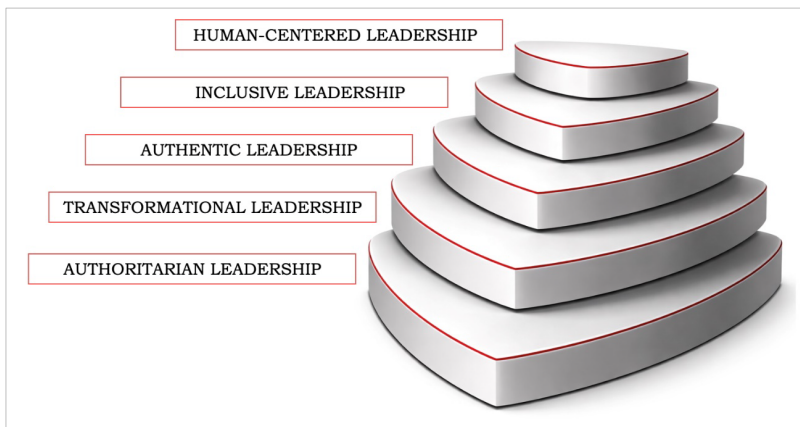 HUMAN-CENTERED LEADERSHIP
INCLUSIVE LEADERSHIP
AUTHENTIC LEADERSHIP
TRANSFORMATIONAL LEADERSHIP
AUTHORITARIAN LEADERSHIP